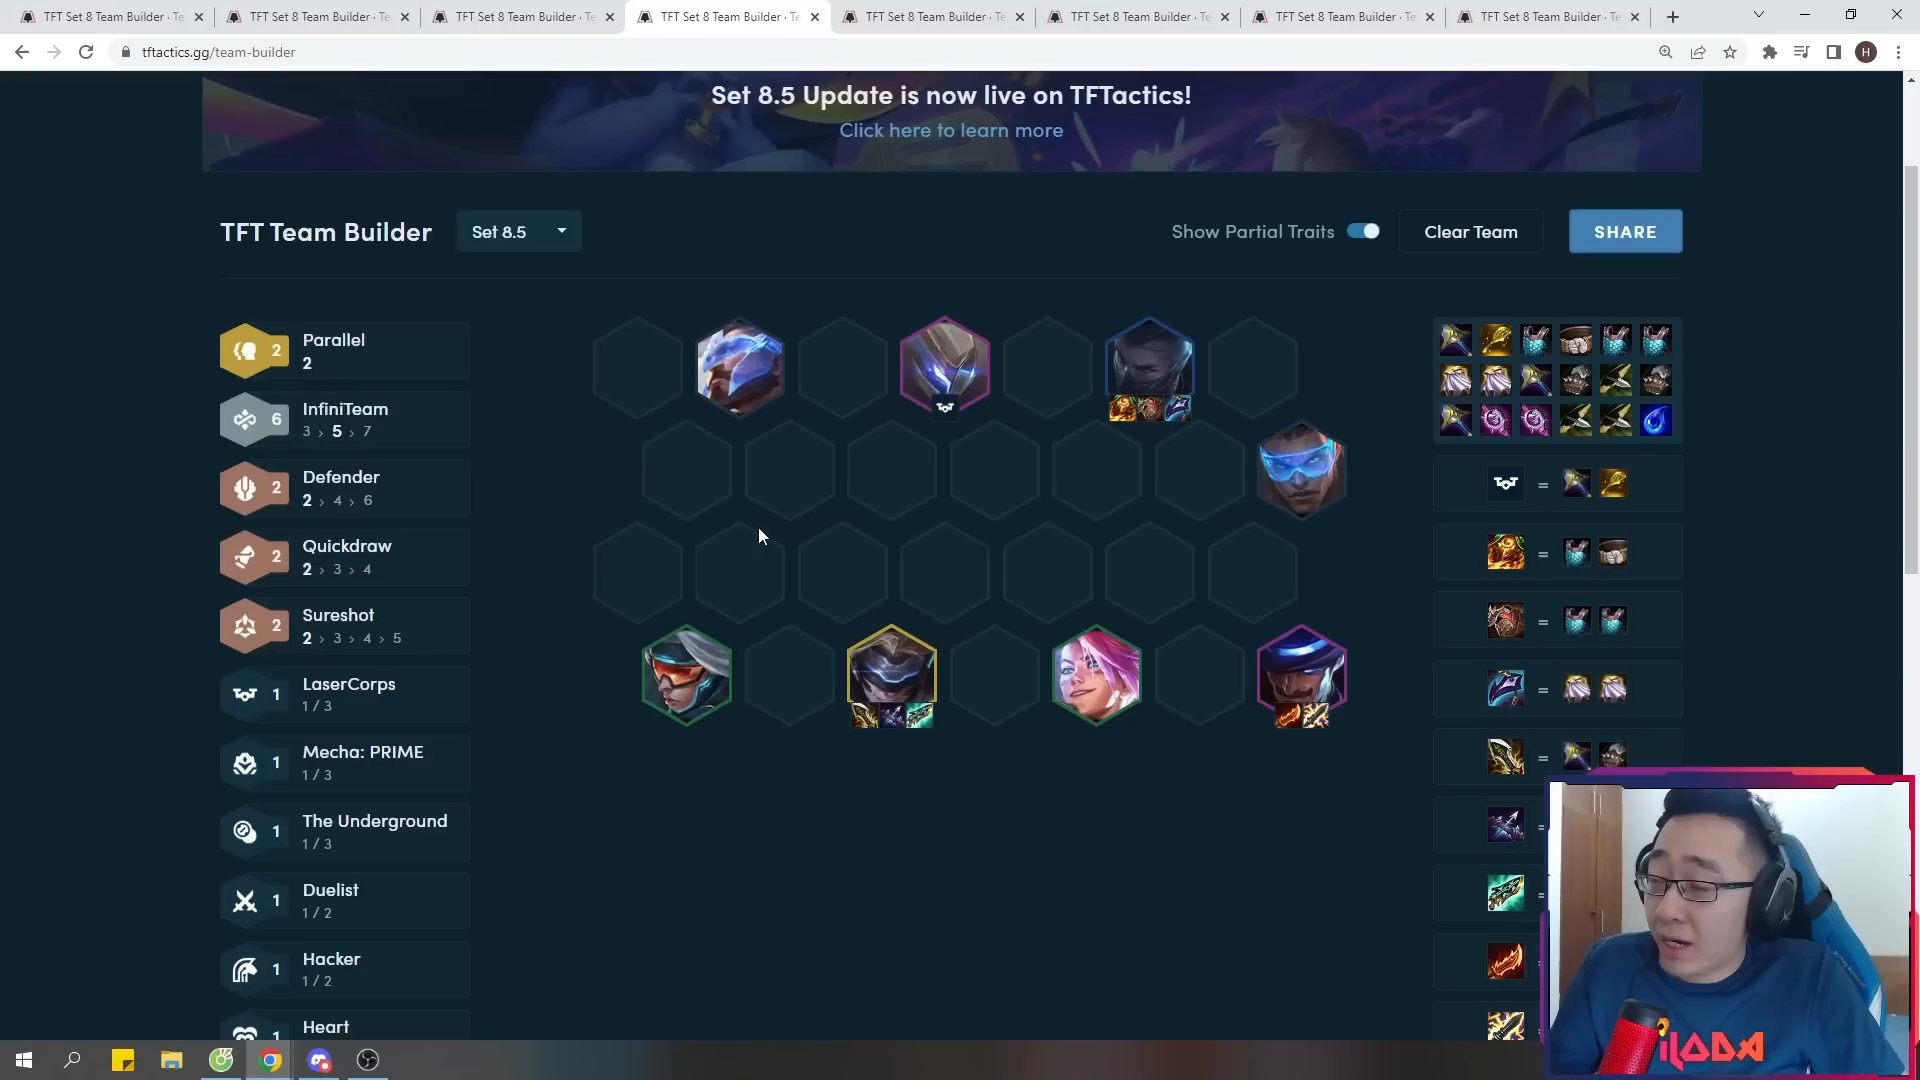 TFT Set 8 Team Builder - Te
TFT Set 8 Team Builder - Te
TFT Set 8 Team Builder - Te
TFT Set 8 Team Builder - Te
TFT Set 8 Team Builder - Te
TFT Set 8 Team Builder - Te
TFT Set 8 Team Builder - Te
TFT Set 8 Team Builder - Te
tftactics.gg/team-builder
H
Set 8.5 Update is now live on TFTactics!
Click here to learn more
TFT Team Builder
Set 8.5
Show Partial Traits
Clear Team
SHARE
2
Parallel
2
6
InfiniTeam
3 > 5 > 7
2
Defender
2 > 4 > 6
2
Quickdraw
2 > 3 > 4
2
Sureshot
2 > 3 > 4 > 5
1
LaserCorps
1 / 3
1
Mecha: PRIME
1 / 3
1
The Underground
1 / 3
1
Duelist
1 / 2
1
Hacker
1 / 2
1
Heart
=
=
=
=
=
iLODA